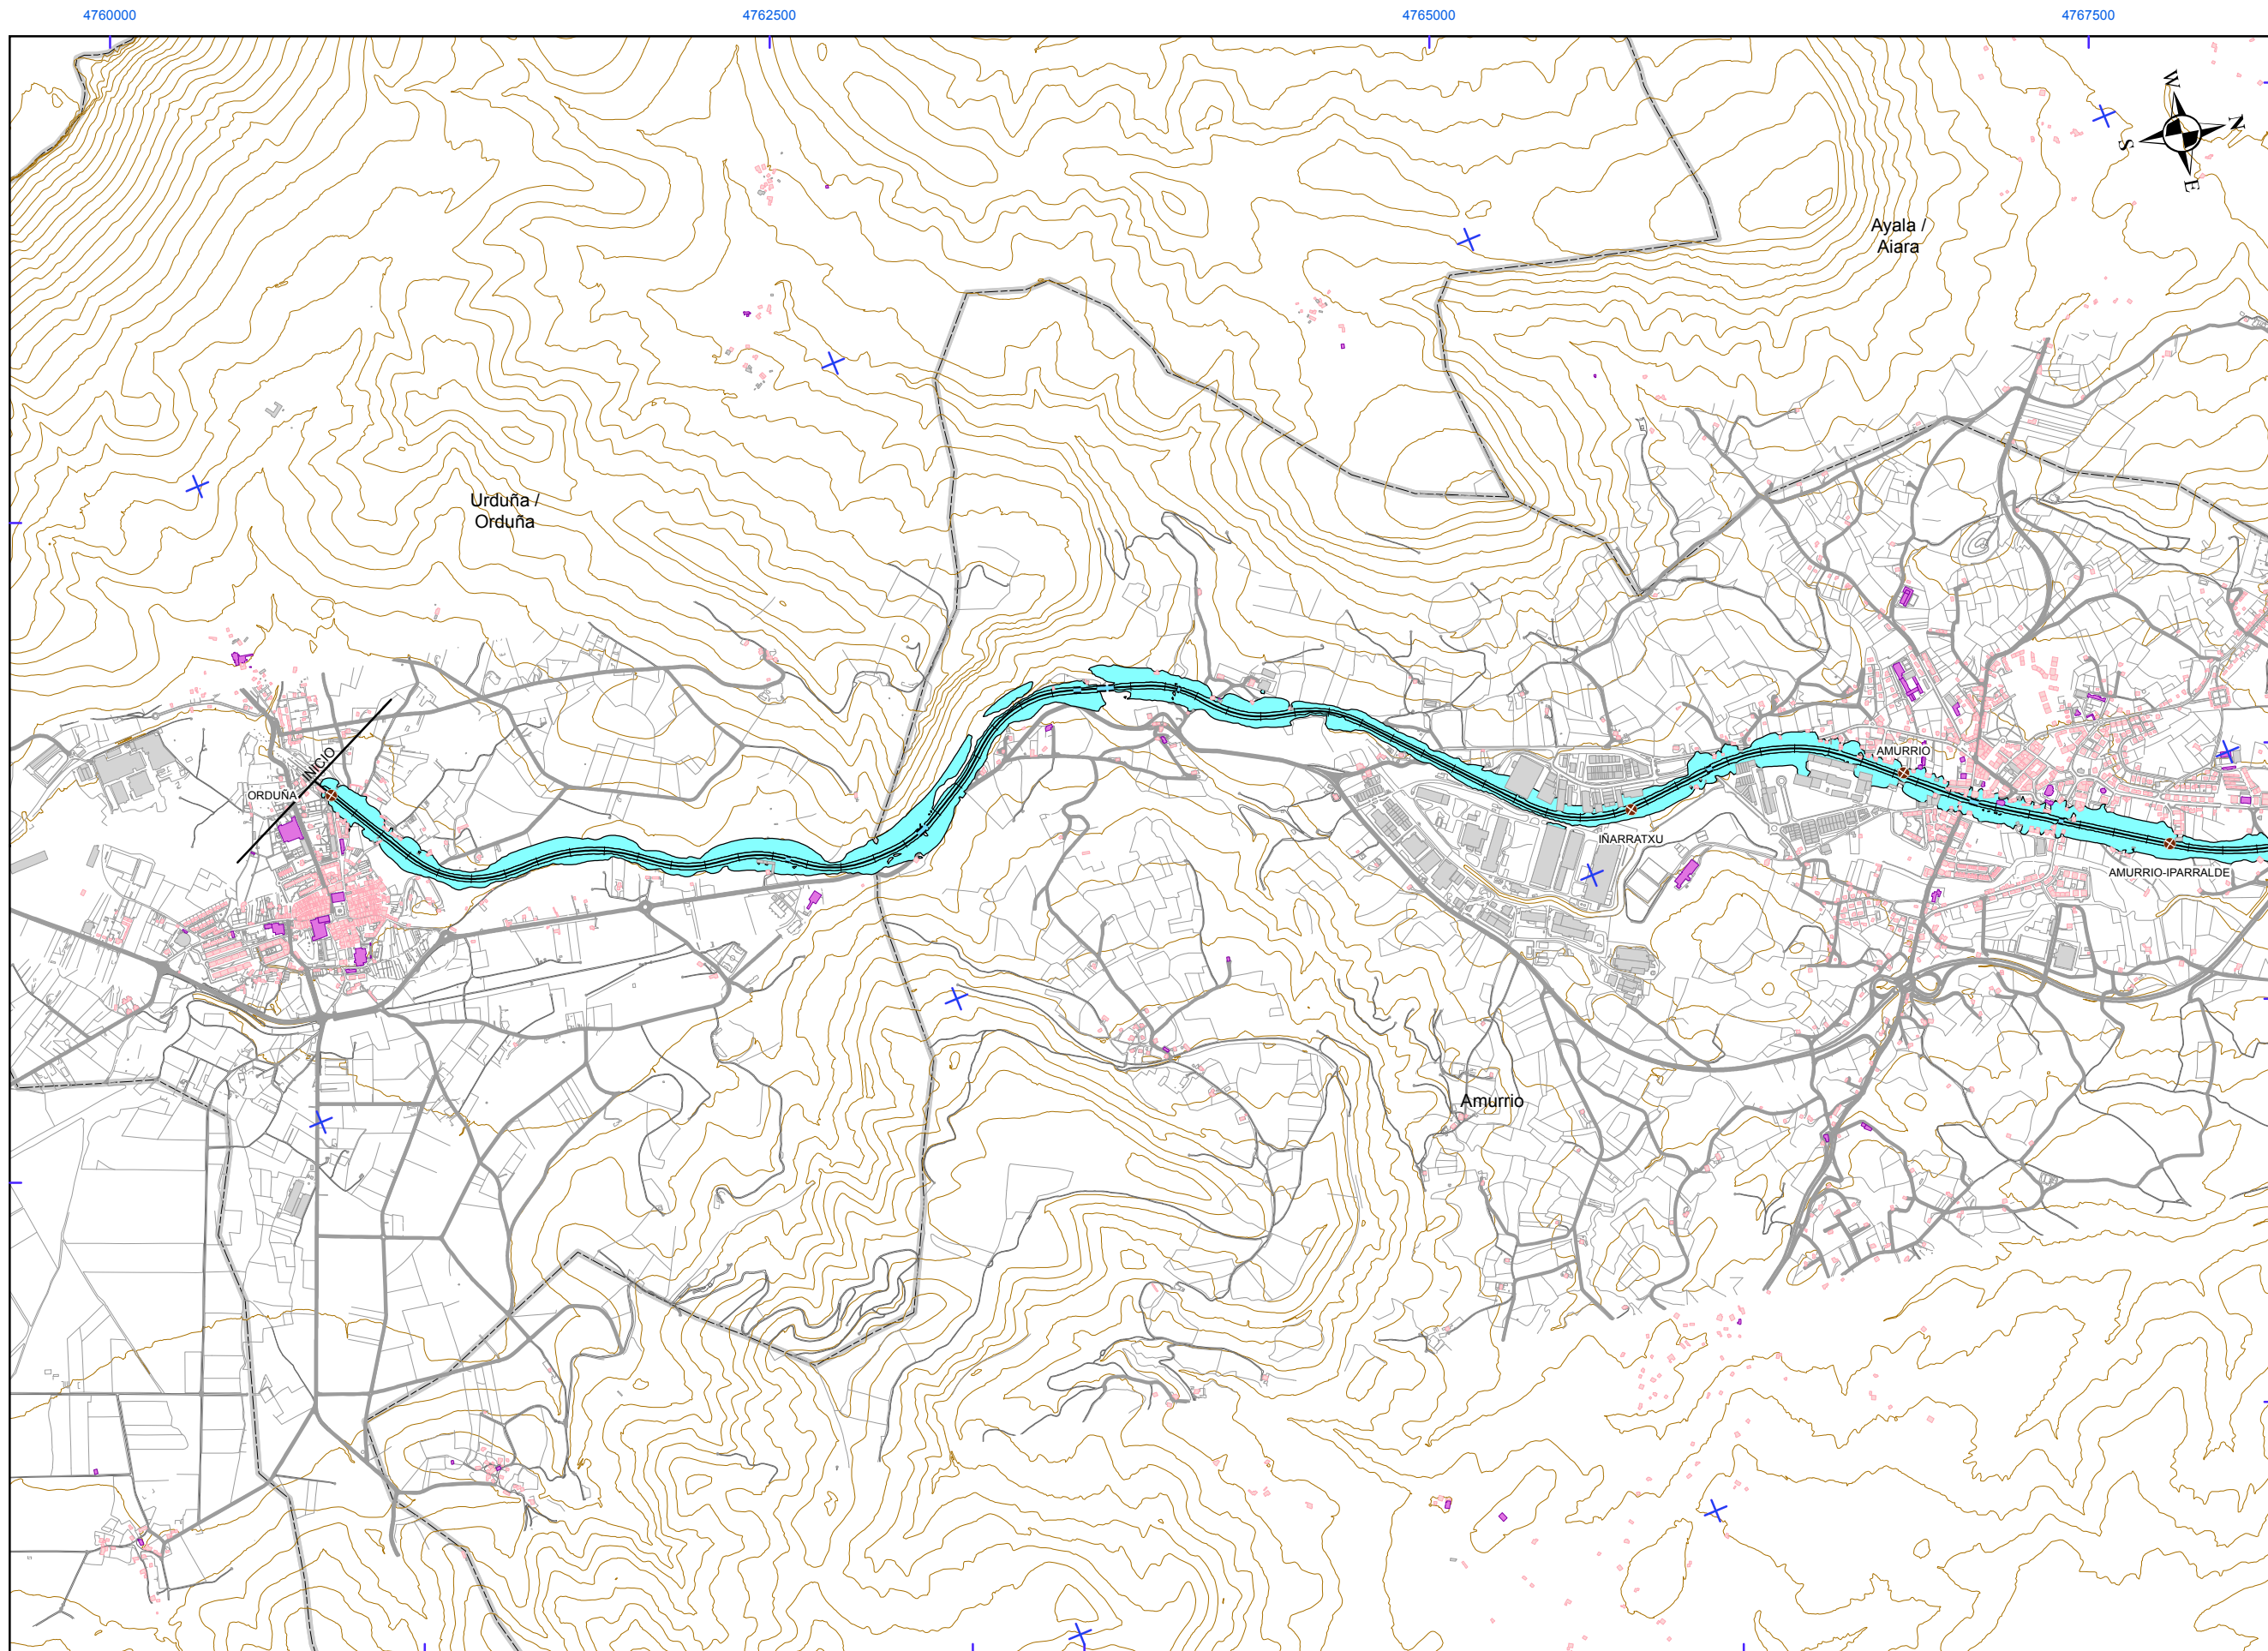 4760000
4762500
4765000
4767500
W
N
S
E
Ayala /
Aiara
Urduña /
Orduña
INICIO
ORDUÑA
AMURRIO
IÑARRATXU
AMURRIO-IPARRALDE
Amurrio